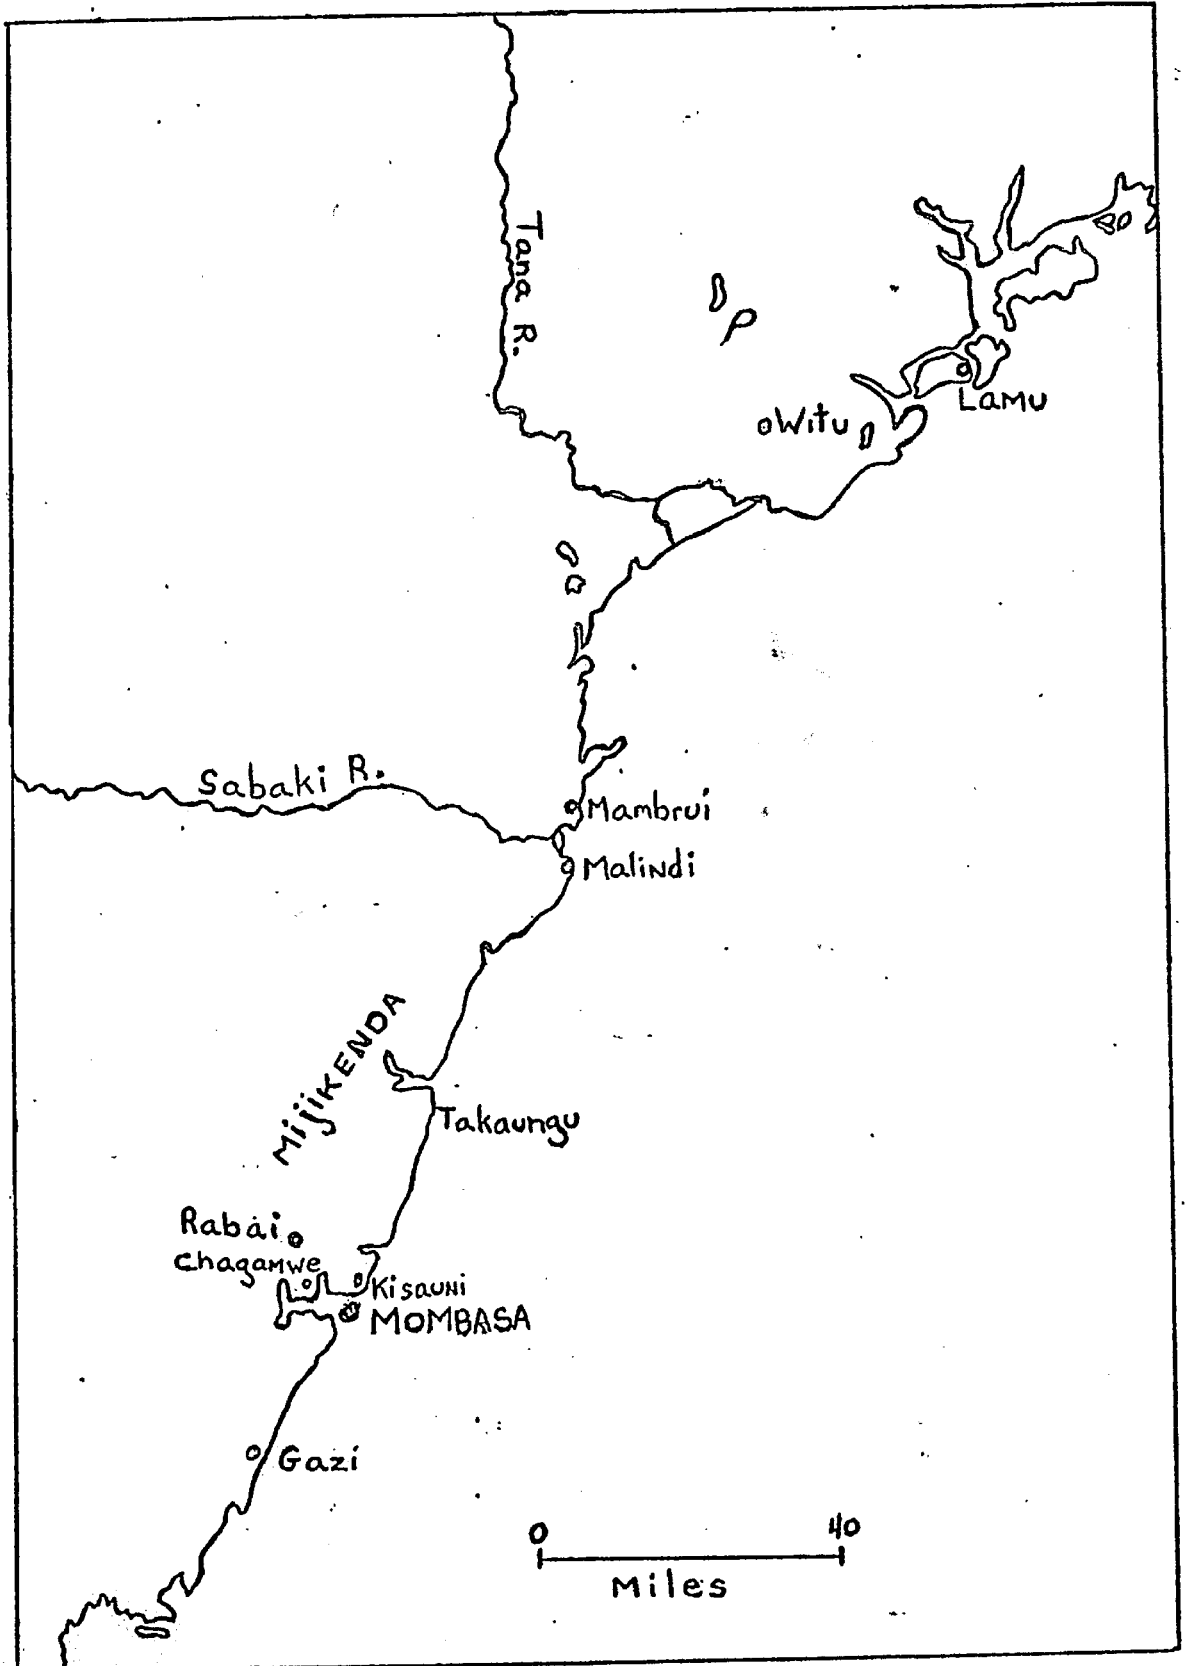 Tana R.
Lamu
Witu
Sabaki R.
Mambrui
Malindi
Mijikenda
Takaungu
Rabai
Chagamwe
Kisauni
MOMBASA
Gazi
0 40
Miles